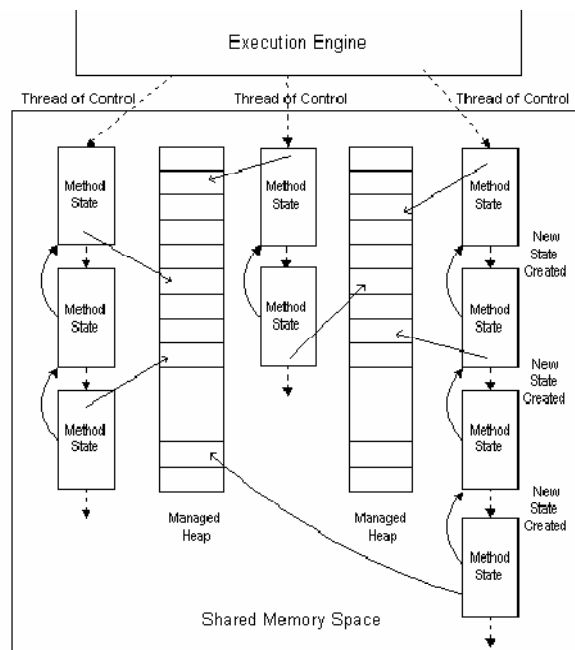 Execution Engine
Thread of Control
Thread of Control
Thread of Control
Method
State
Method
State
Method
State
New
State
Created
Method
State
Method
State
Method
State
New
State
Created
Method
State
Method
State
New
State
Created
Managed
Heap
Managed
Heap
Method
State
Shared Memory Space